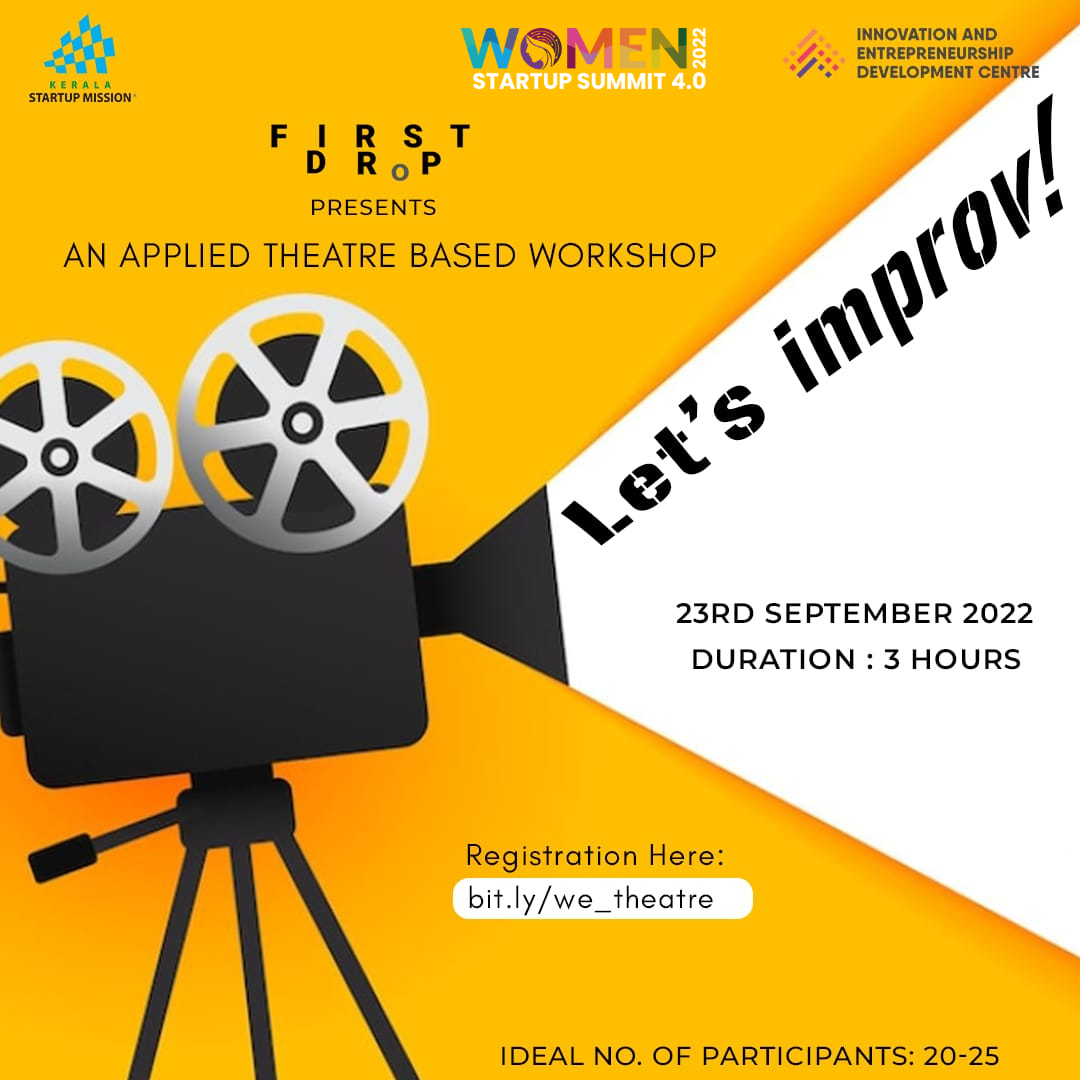 KERALA
STARTUP MISSION
WOMEN 2022
STARTUP SUMMIT 4.0
INNOVATION AND
ENTREPRENEURSHIP
DEVELOPMENT CENTRE
FIRST
DRoP
PRESENTS
AN APPLIED THEATRE BASED WORKSHOP
Let's improv!
23RD SEPTEMBER 2022
DURATION : 3 HOURS
Registration Here:
bit.ly/we_theatre
IDEAL NO. OF PARTICIPANTS: 20-25